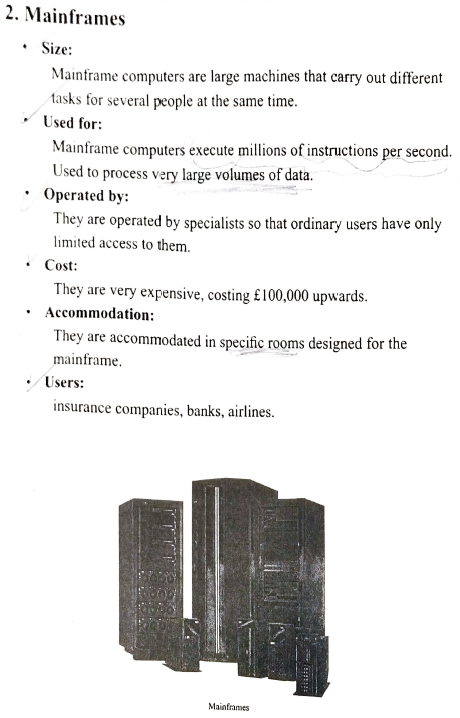 2. Mainframes
• Size:
Mainframe computers are large machines that carry out different
tasks for several people at the same time.
• Used for:
Mainframe computers execute millions of instructions per second.
Used to process very large volumes of data.
• Operated by:
They are operated by specialists so that ordinary users have only
limited access to them.
• Cost:
They are very expensive, costing £100,000 upwards.
• Accommodation:
They are accommodated in specific rooms designed for the
mainframe.
• Users:
insurance companies, banks, airlines.
Mainframes